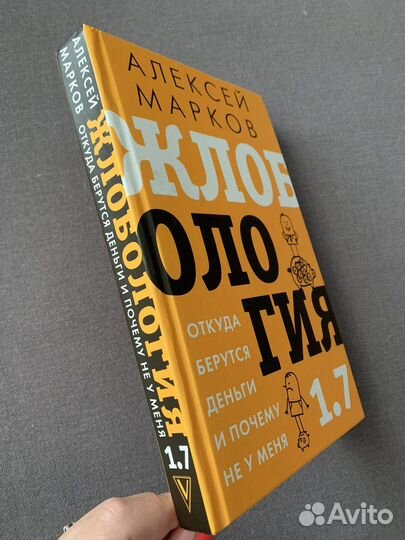 АЛЕКСЕЙ
МАРКОВ
ЖЛОБОЛОГИЯ
ОТКУДА БЕРУТСЯ ДЕНЬГИ И ПОЧЕМУ НЕ У МЕНЯ
1.7
АЛЕКСЕЙ
МАРКОВ
ЖЛОБ
ОЛО
ГИЯ
ОТКУДА
БЕРУТСЯ
ДЕНЬГИ
И ПОЧЕМУ
НЕ У МЕНЯ
1.7
Avito